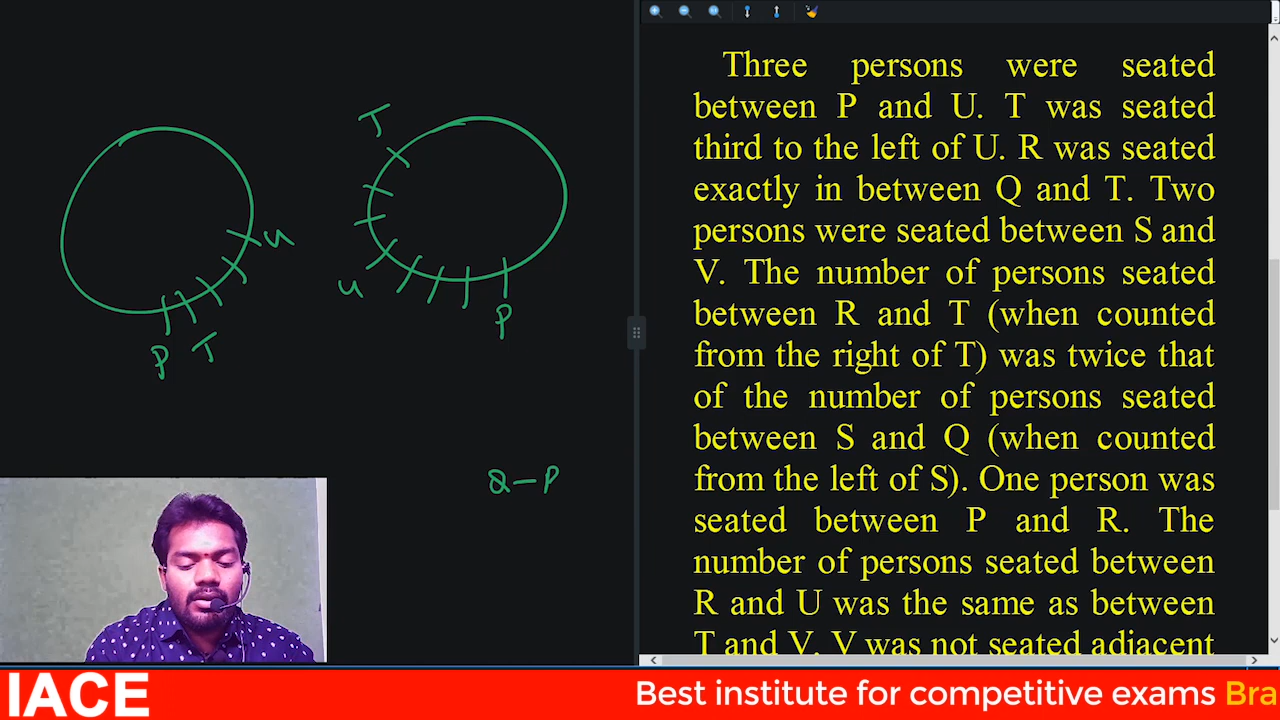 T
u
u
P
P T
Q – P
Three persons were seated
between P and U. T was seated
third to the left of U. R was seated
exactly in between Q and T. Two
persons were seated between S and
V. The number of persons seated
between R and T (when counted
from the right of T) was twice that
of the number of persons seated
between S and Q (when counted
from the left of S). One person was
seated between P and R. The
number of persons seated between
R and U was the same as between
T and V. V was not seated adjacent
IACE
Best institute for competitive exams Bra